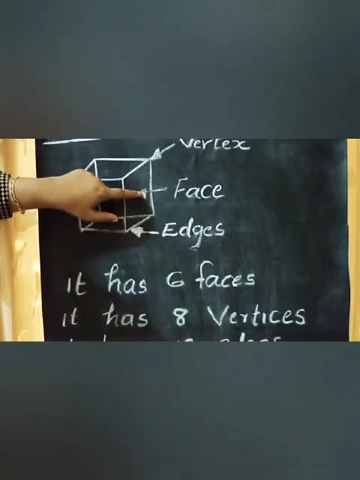 Vertex
Face
Edges
it has 6 faces
it has 8 Vertices